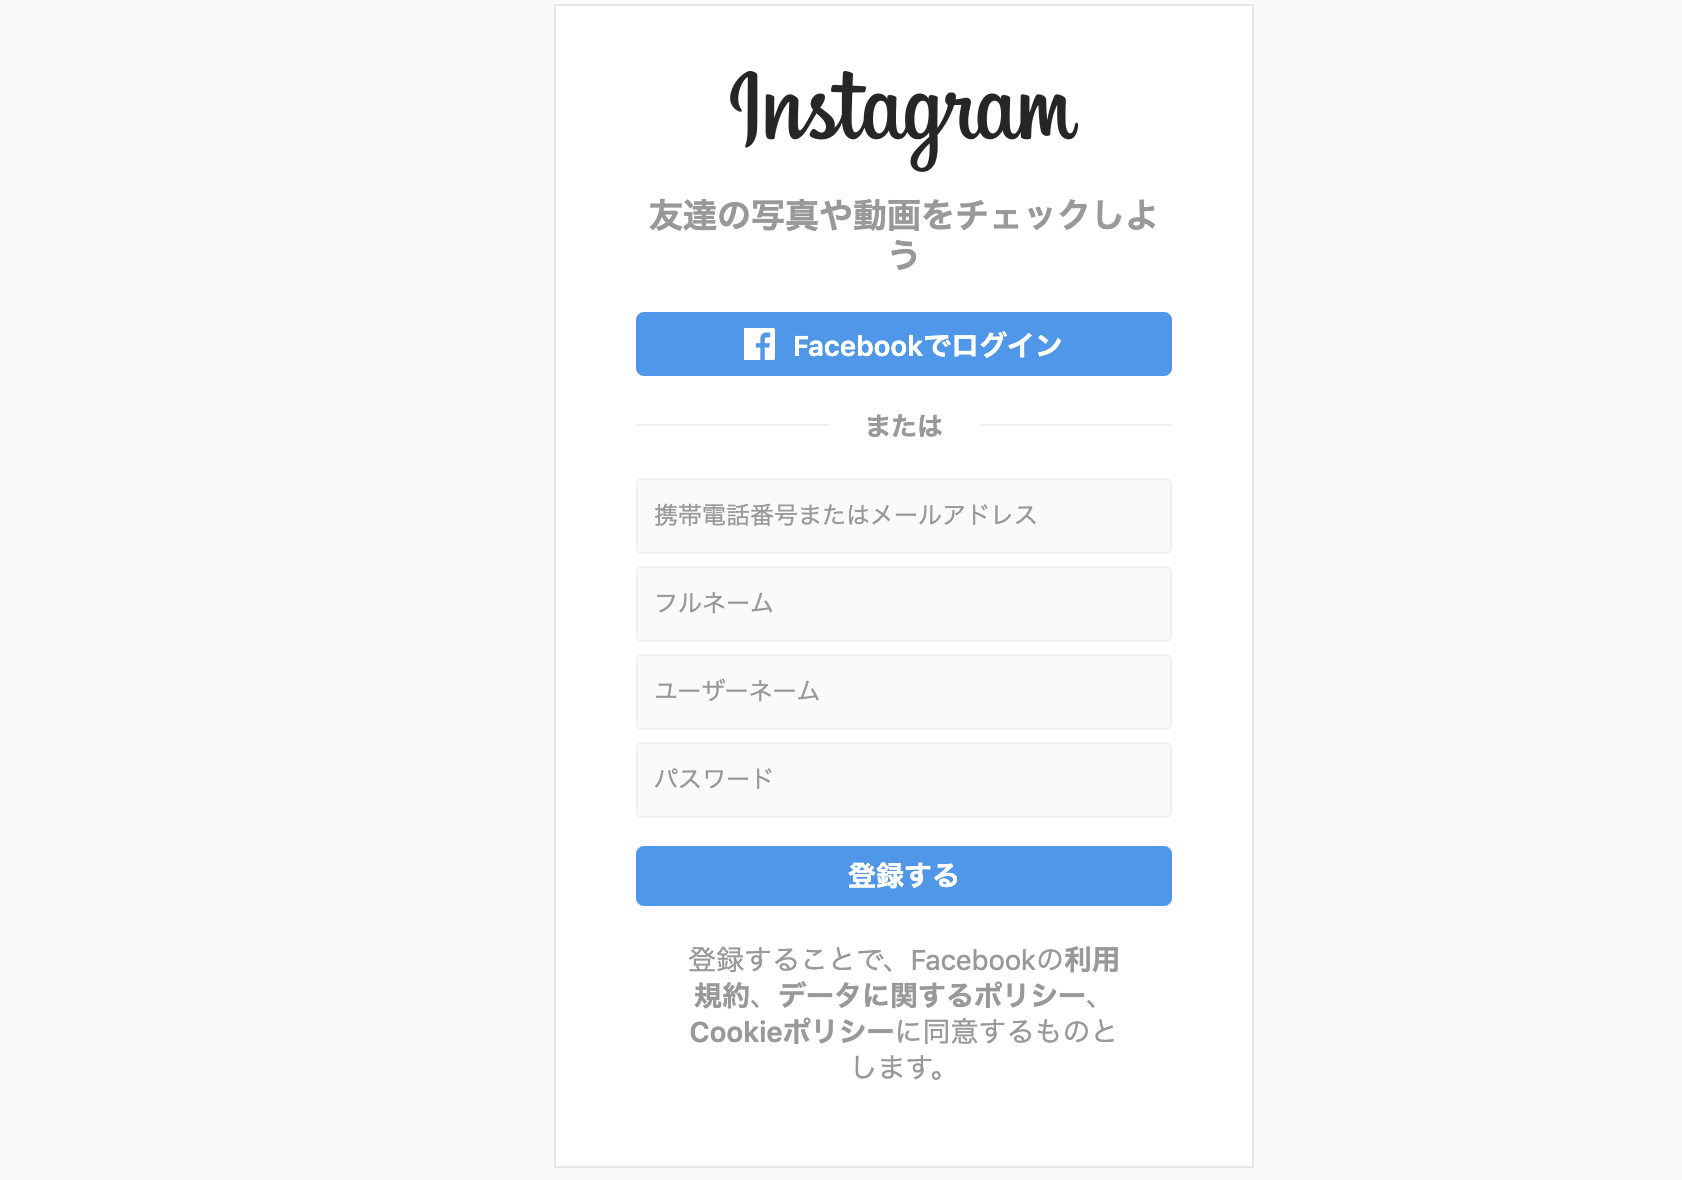 Instagram
友達の写真や動画をチェックしよ
う
Facebookでログイン
または
携帯電話番号またはメールアドレス
フルネーム
ユーザーネーム
パスワード
登録する
登録することで、Facebookの利用
規約、データに関するポリシー、
Cookieポリシーに同意するものと
します。